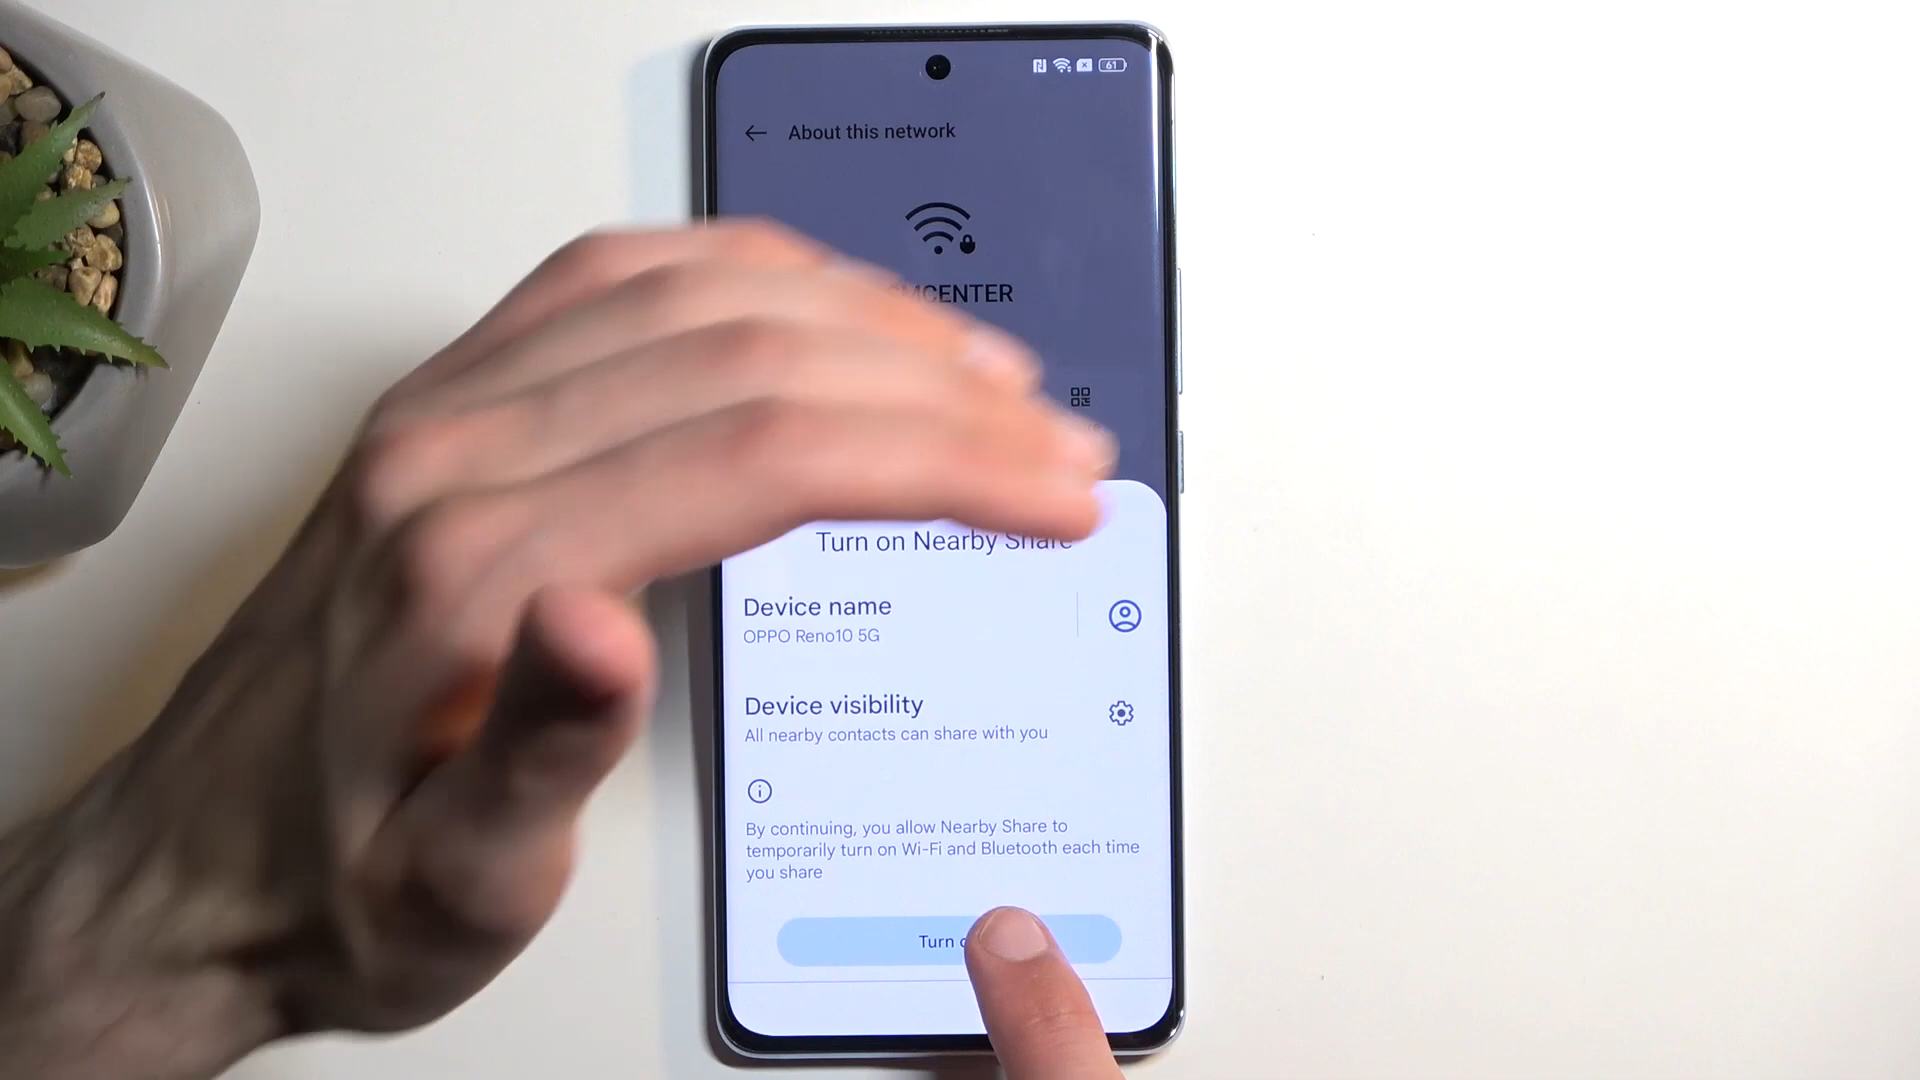 61
About this network
MCENTER
Turn on Nearby Share
Device name
OPPO Reno10 5G
Device visibility
All nearby contacts can share with you
By continuing, you allow Nearby Share to
temporarily turn on Wi-Fi and Bluetooth each time
you share
Turn